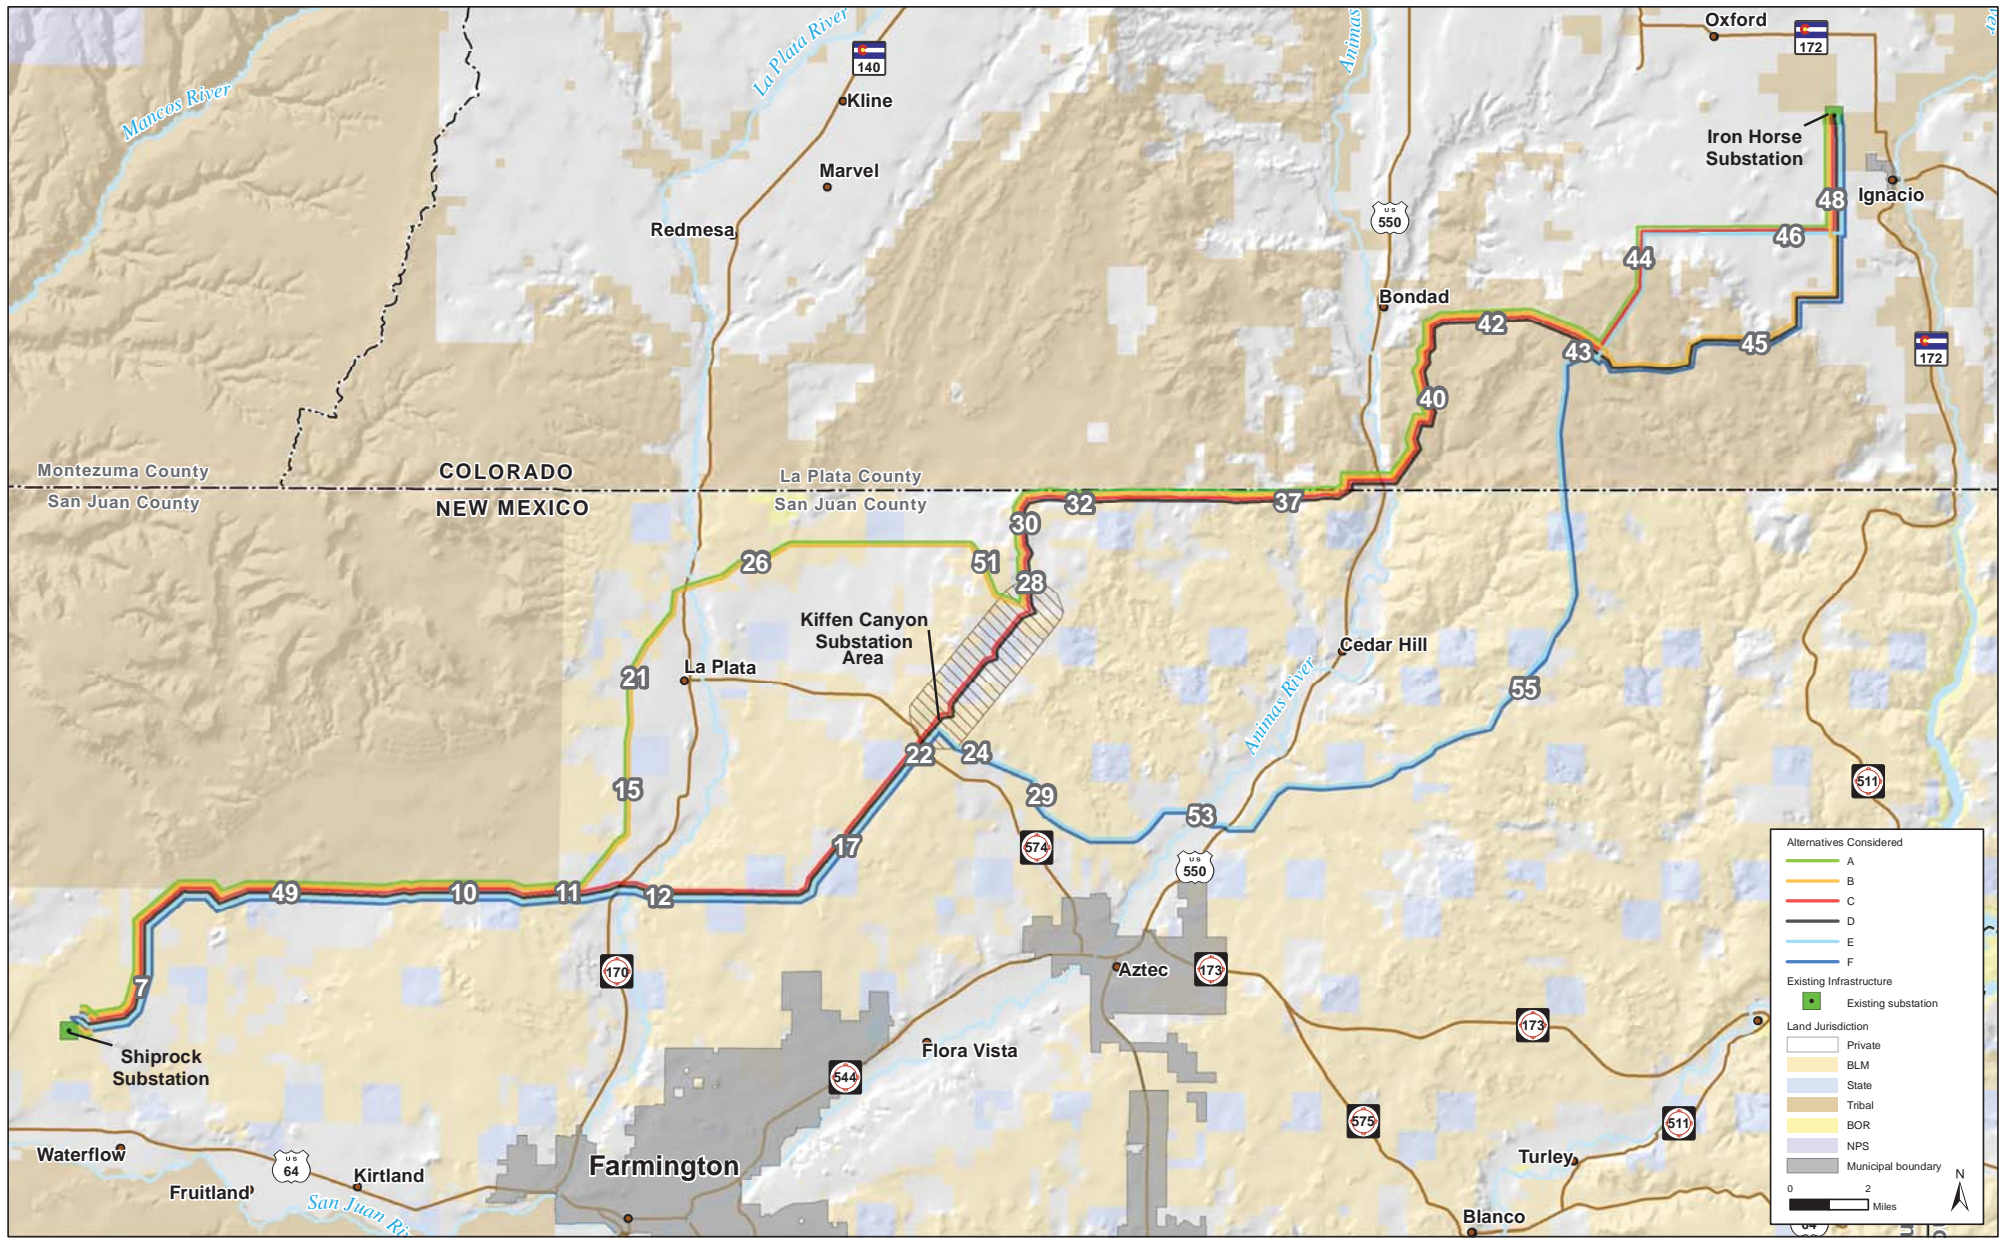 Oxford
172
La Plata River
Animas
140
Mancos River
Kline
Iron Horse
Substation
Marvel
Ignacio
48
US
550
Redmesa
46
44
Bondad
42
43
45
172
40
Montezuma County
COLORADO
La Plata County
San Juan County
NEW MEXICO
San Juan County
32
37
30
26
51
28
Kiffen Canyon
Substation
Area
Cedar Hill
La Plata
21
55
Animas River
22
24
15
29
511
53
17
574
US
550
49
10
11
12
7
170
Aztec
173
Shiprock
Substation
173
Flora Vista
544
575
511
Waterflow
US
64
Kirtland
Farmington
Fruitland
San Juan Ri
Turley
Blanco
Alternatives Considered
A
B
C
D
E
F
Existing Infrastructure
Existing substation
Land Jurisdiction
Private
BLM
State
Tribal
BOR
NPS
Municipal boundary
N
0 2
Miles